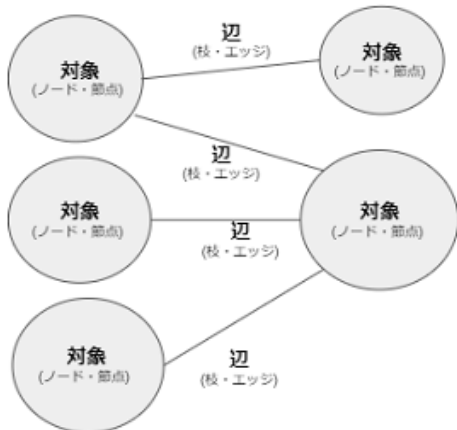 辺
(枝・エッジ)
対象
(ノード・節点)
対象
(ノード・節点)
辺
(枝・エッジ)
対象
(ノード・節点)
辺
(枝・エッジ)
対象
(ノード・節点)
対象
(ノード・節点)
辺
(枝・エッジ)